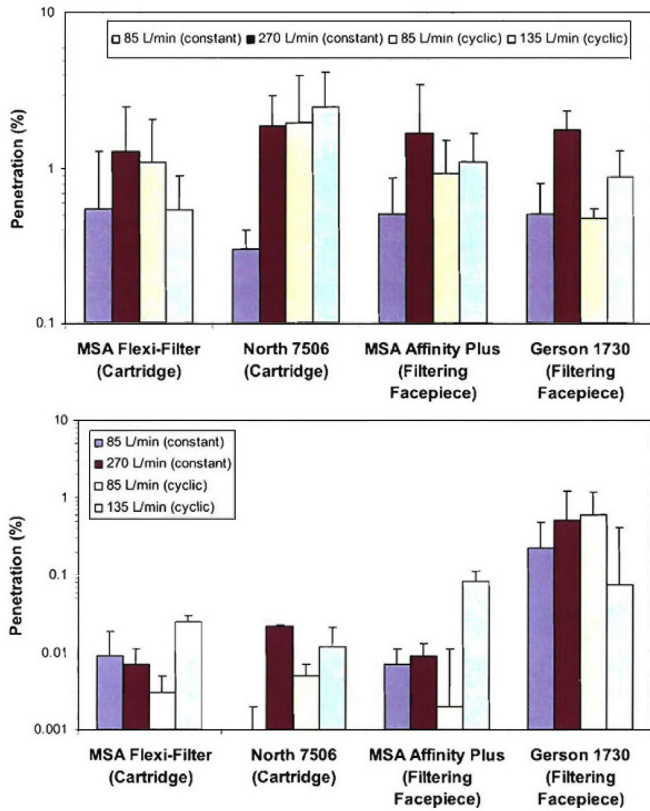 10
85 L/min (constant) 270 L/min (constant) 85 L/min (cyclic) 135 L/min (cyclic)
Penetration (%)
1
0.1
MSA Flexi-Filter
(Cartridge)
North 7506
(Cartridge)
MSA Affinity Plus
(Filtering
Facepiece)
Gerson 1730
(Filtering
Facepiece)
10
85 L/min (constant)
270 L/min (constant)
85 L/min (cyclic)
135 L/min (cyclic)
Penetration (%)
1
0.1
0.01
0.001
MSA Flexi-Filter
(Cartridge)
North 7506
(Cartridge)
MSA Affinity Plus
(Filtering
Facepiece)
Gerson 1730
(Filtering
Facepiece)